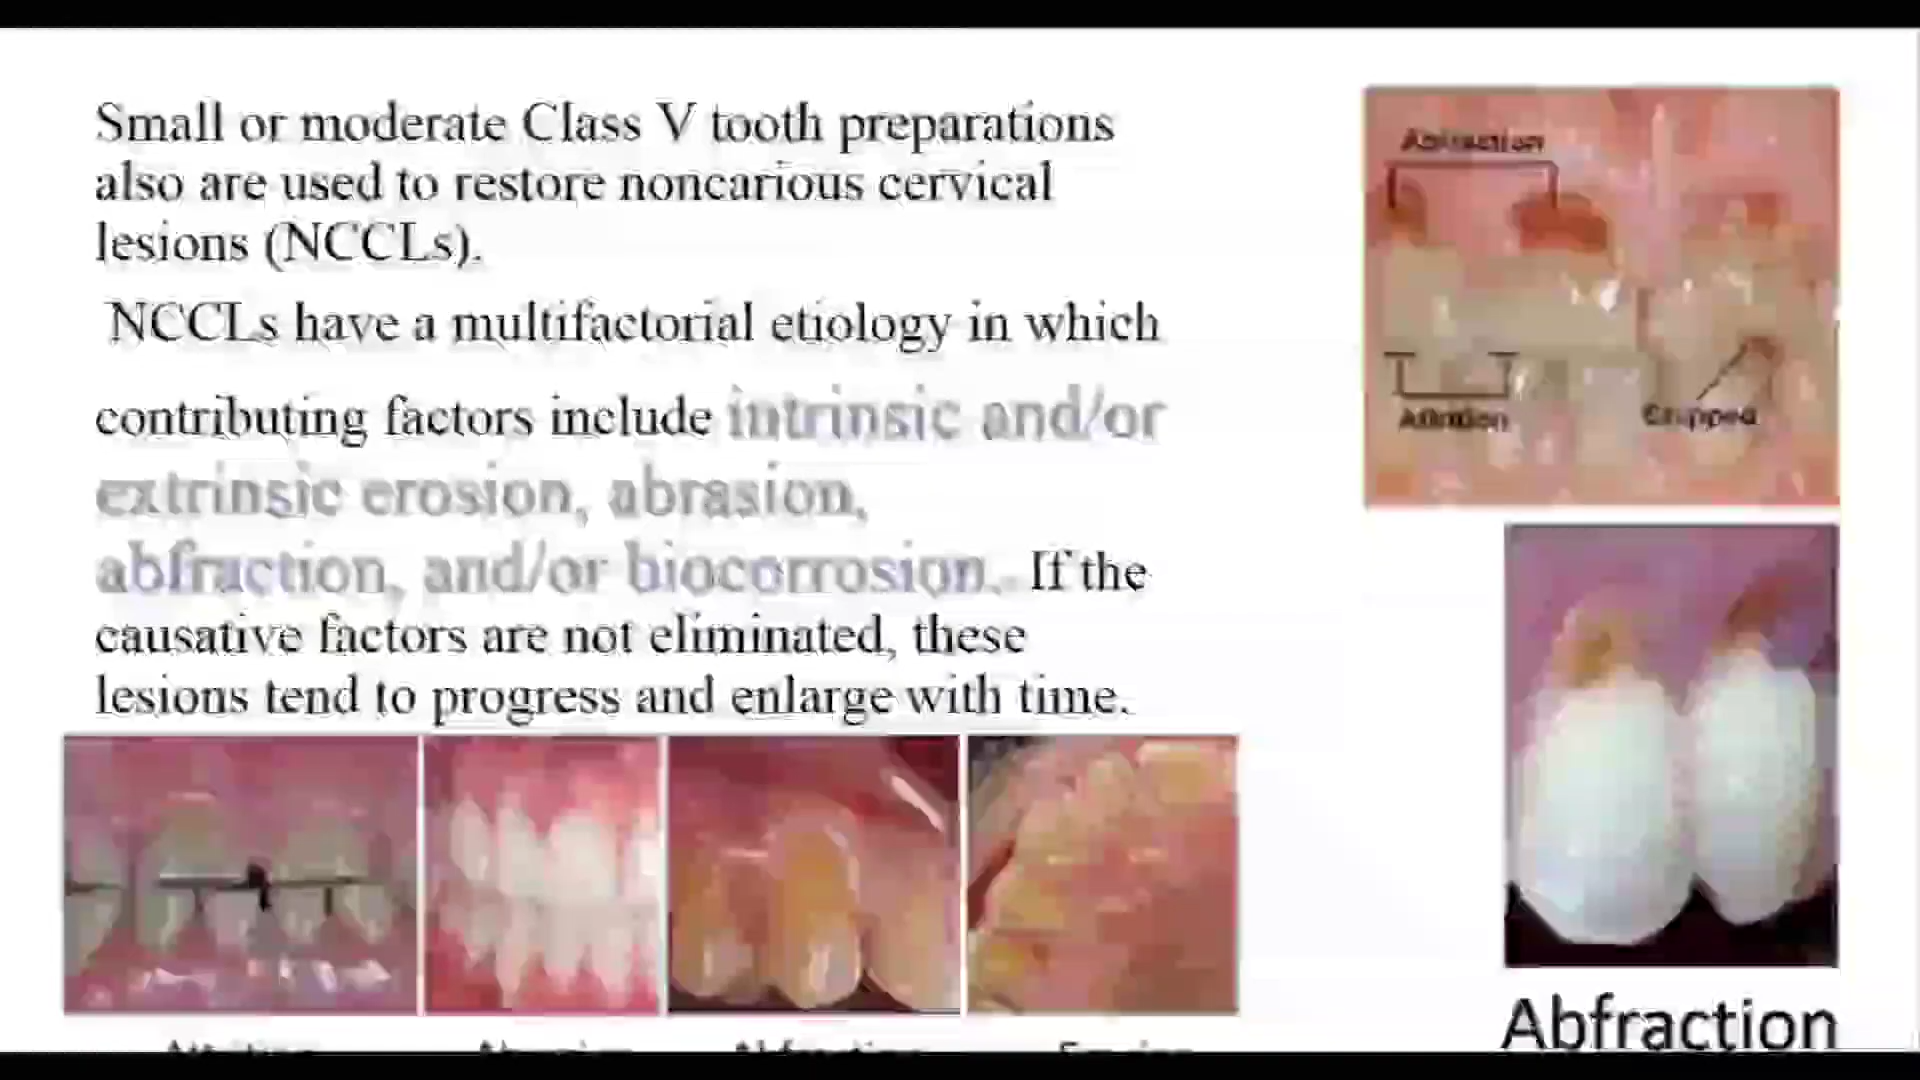 Small or moderate Class V tooth preparations
also are used to restore noncarious cervical
lesions (NCCLs).
NCCLs have a multifactorial etiology in which
contributing factors include intrinsic and/or
extrinsic erosion, abrasion,
abfraction, and/or biocorrosion. If the
causative factors are not eliminated, these
lesions tend to progress and enlarge with time.
Abfraction
Attrition
Abfraction